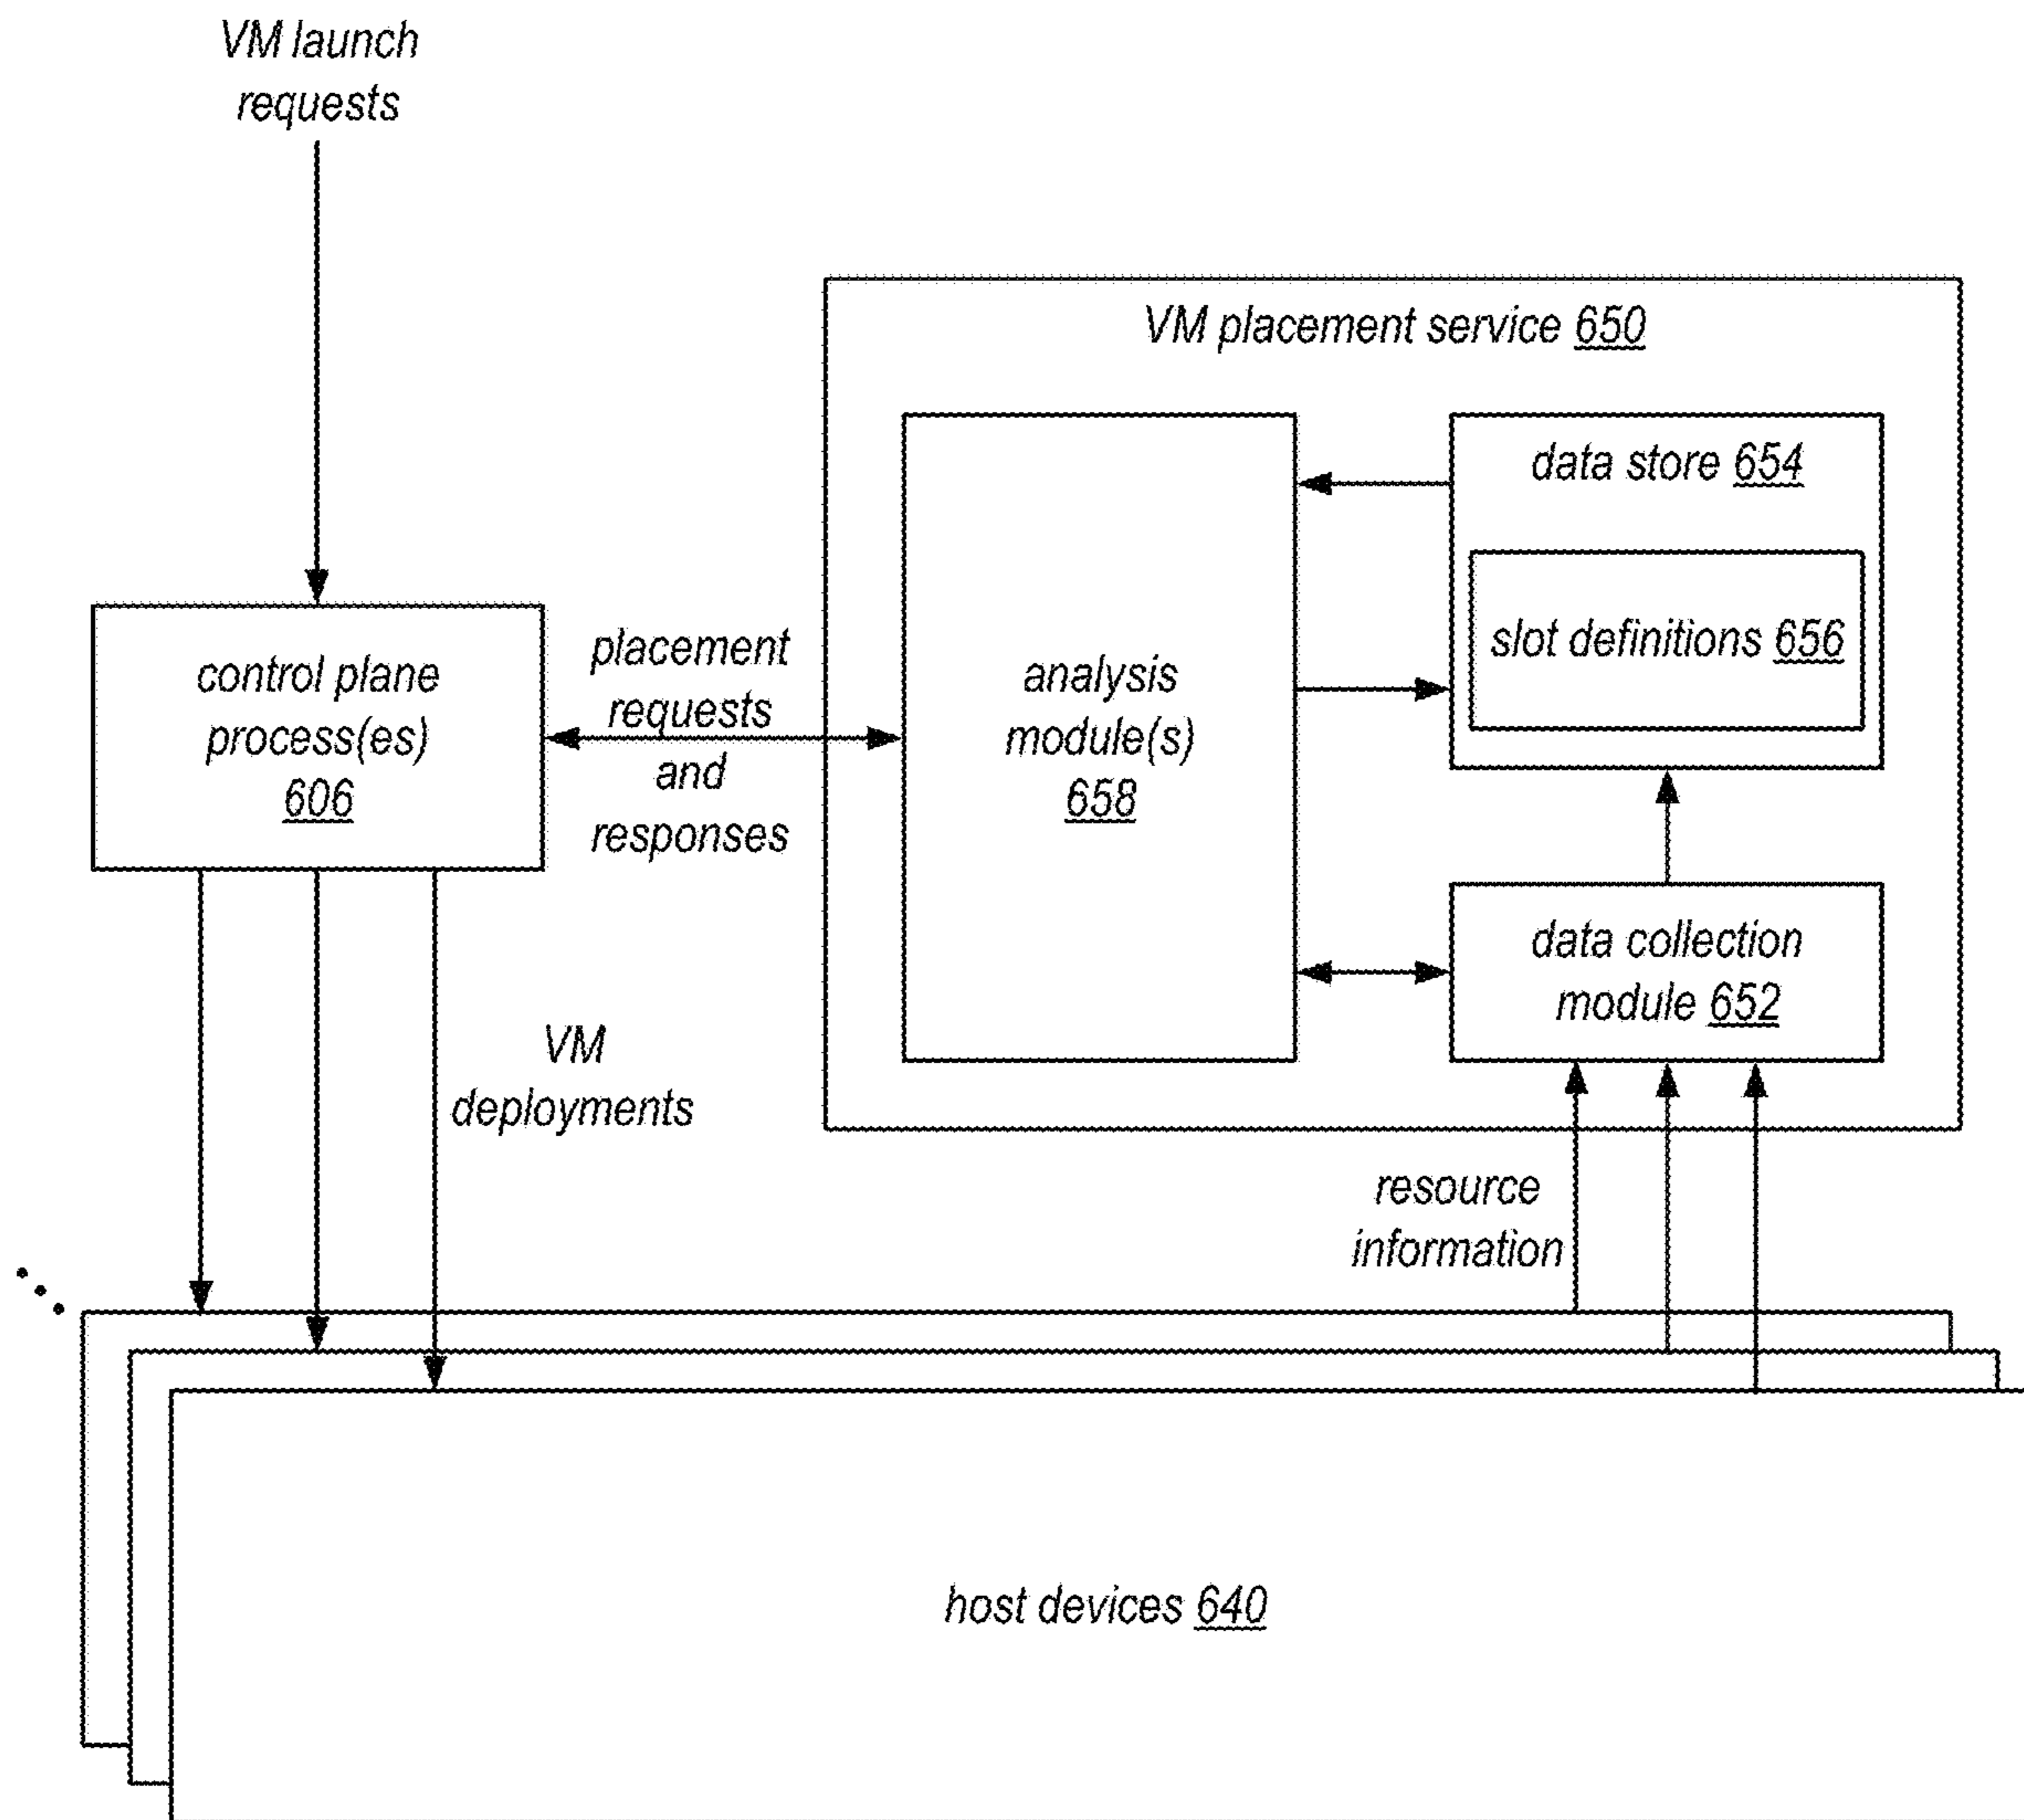 VM launch
requests
VM placement service 650
data store 654
slot definitions 656
analysis
module(s)
658
control plane
process(es)
606
placement
requests
and
responses
data collection
module 652
VM
deployments
resource
information
host devices 640